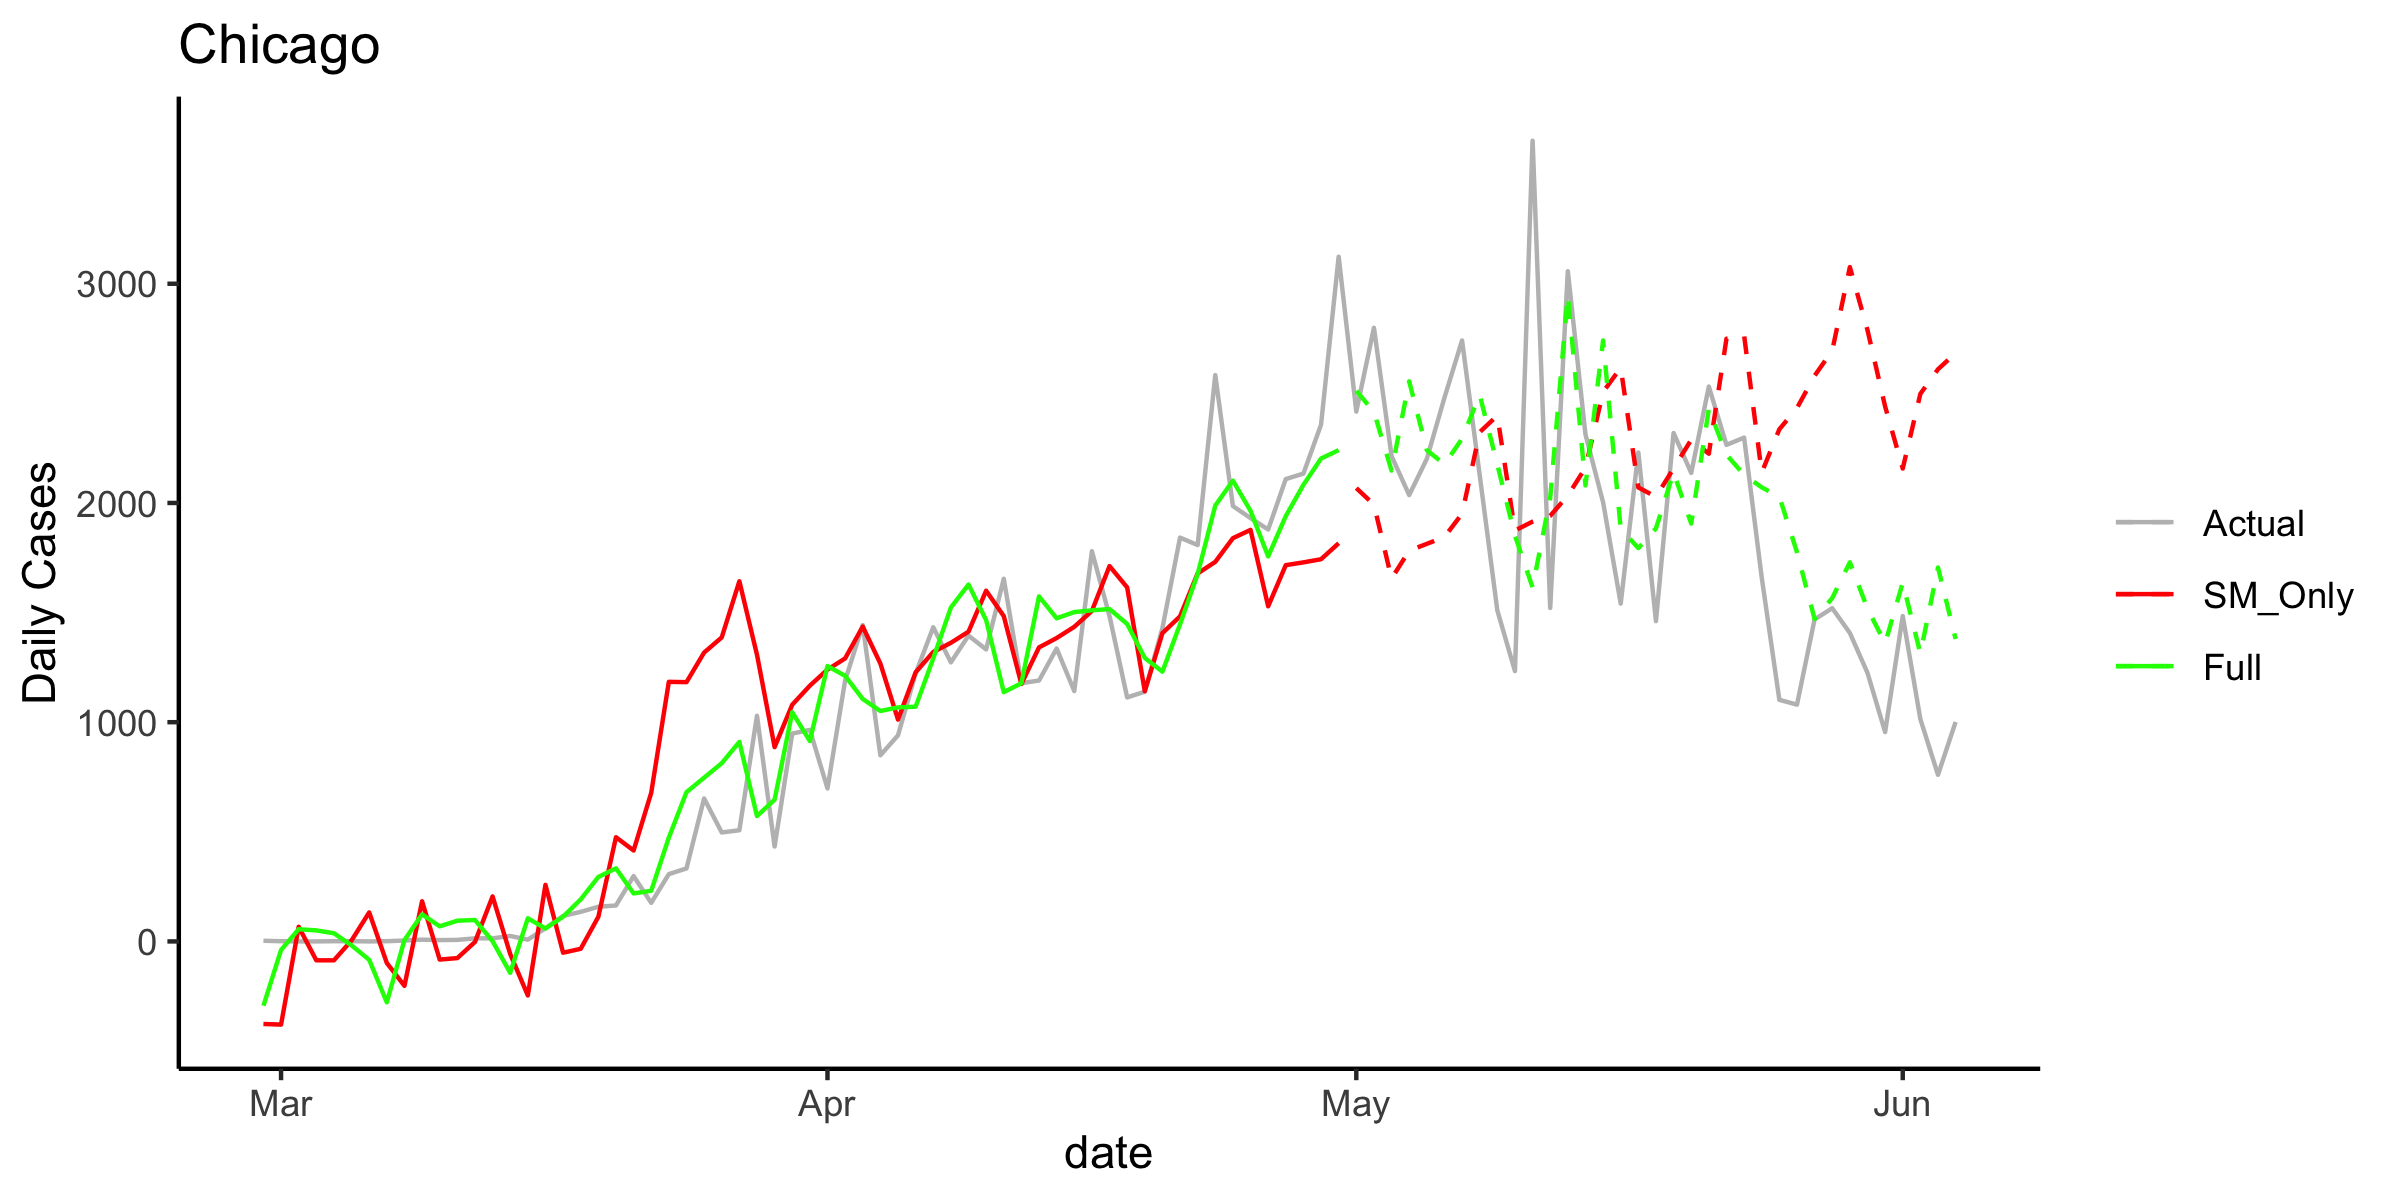 Chicago
Daily Cases
3000
2000
1000
0
Mar
Apr
May
Jun
date
Actual
SM_Only
Full